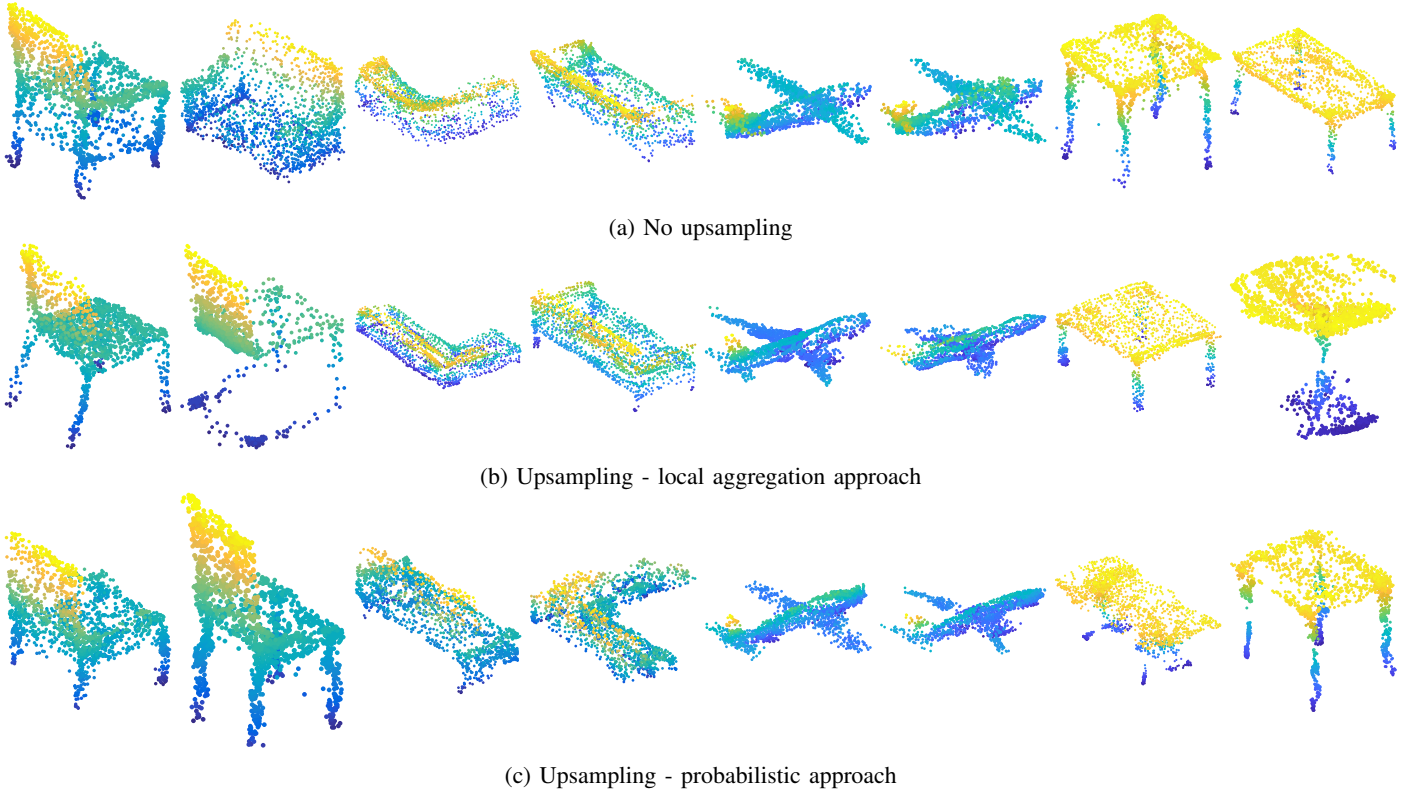 (a) No upsampling
(b) Upsampling - local aggregation approach
(c) Upsampling - probabilistic approach